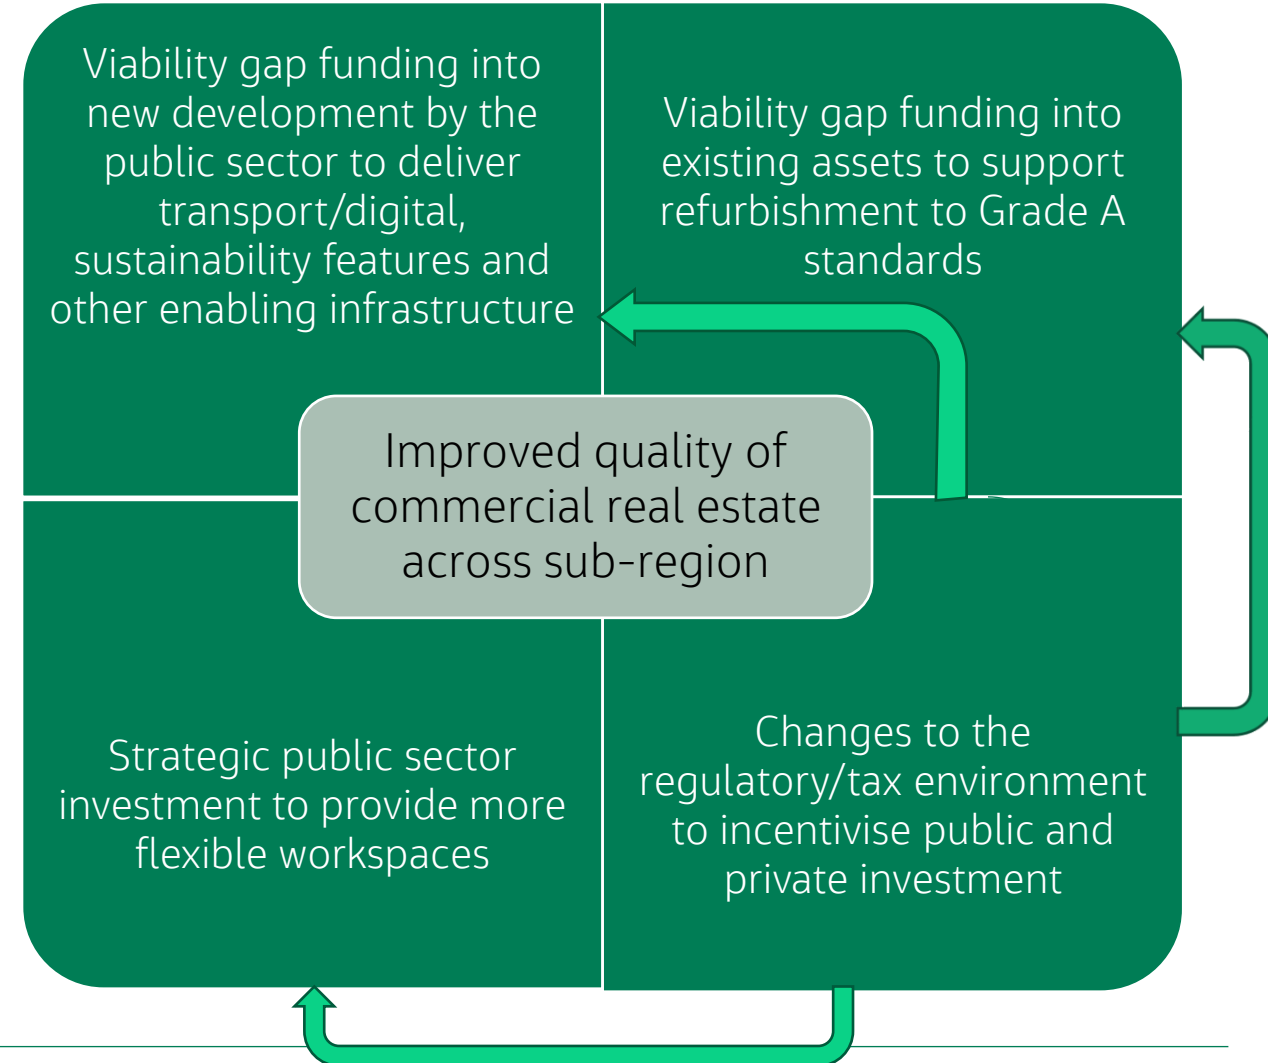 Viability gap funding into
new development by the
public sector to deliver
transport/digital,
sustainability features and
other enabling infrastructure
Viability gap funding into
existing assets to support
refurbishment to Grade A
standards
Improved quality of
commercial real estate
across sub-region
Strategic public sector
investment to provide more
flexible workspaces
Changes to the
regulatory/tax environment
to incentivise public and
private investment